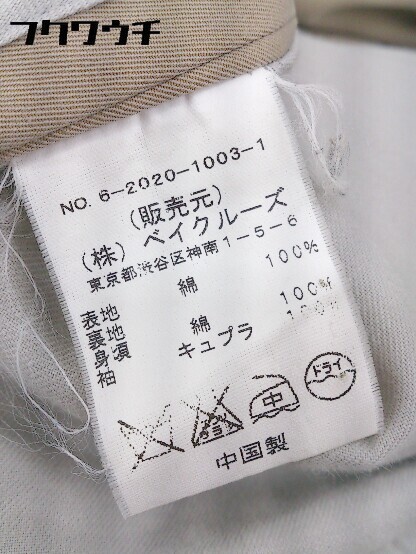 フクワウチ
NO. 6-2020-1003-1
(販売元)
(株) ベイクルーズ
東京都渋谷区神南1-5-6
表地 綿 100%
裏地
身頃 綿 100%
袖 キュプラ 100%
中
ドライ
中国製